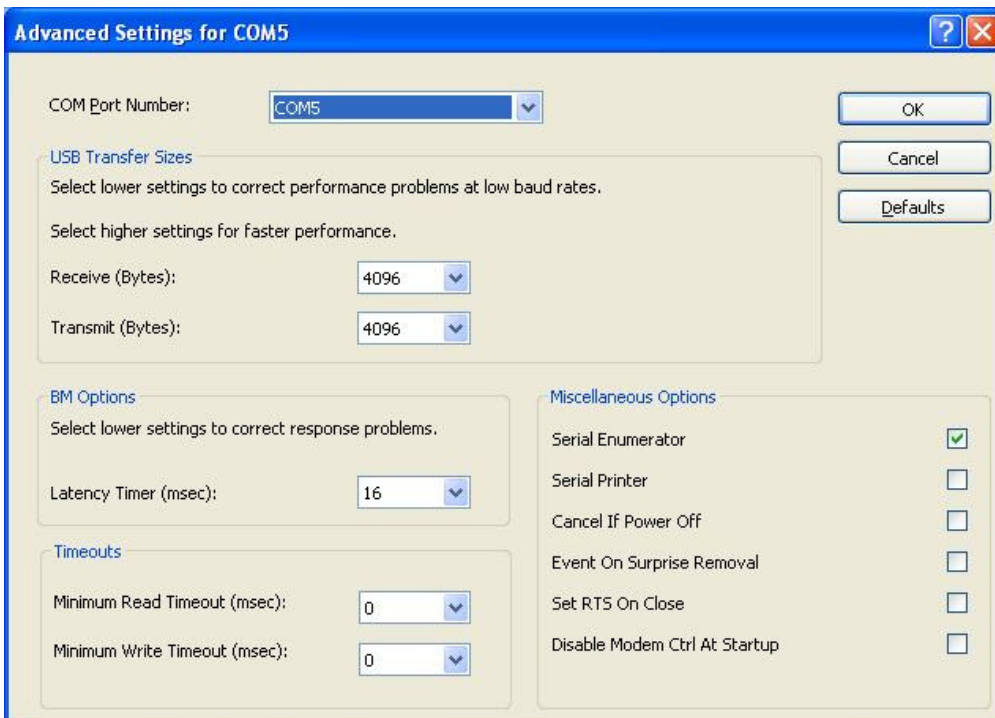 Advanced Settings for COM5
COM Port Number: COM5
OK
USB Transfer Sizes
Cancel
Select lower settings to correct performance problems at low baud rates.
Defaults
Select higher settings for faster performance.
Receive (Bytes): 4096
Transmit (Bytes): 4096
BM Options
Select lower settings to correct response problems.
Latency Timer (msec): 16
Timeouts
Minimum Read Timeout (msec): 0
Minimum Write Timeout (msec): 0
Miscellaneous Options
Serial Enumerator
Serial Printer
Cancel If Power Off
Event On Surprise Removal
Set RTS On Close
Disable Modem Ctrl At Startup